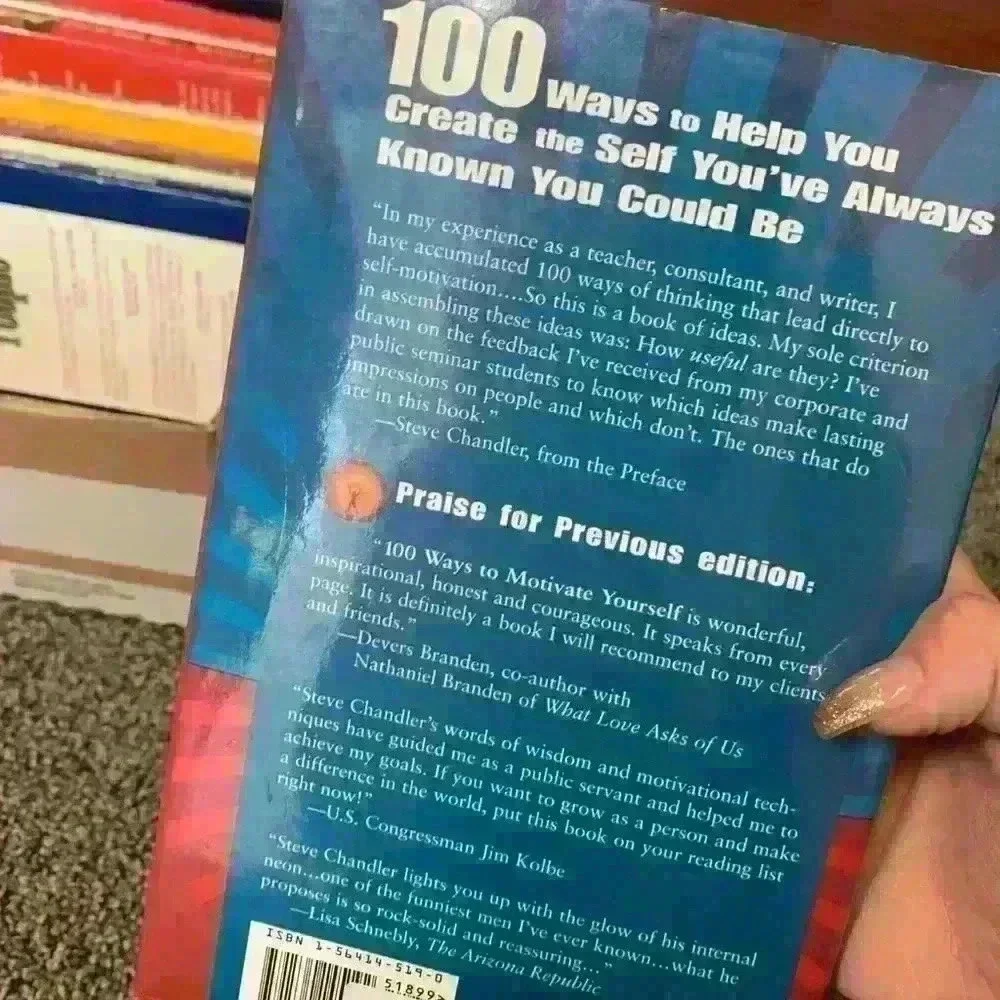 100 Ways to Help You
Create the Self You've Always
Known You Could Be
"In my experience as a teacher, consultant, and writer, I
have accumulated 100 ways of thinking that lead directly to
self-motivation....So this is a book of ideas. My sole criterion
in assembling these ideas was: How useful are they? I've
drawn on the feedback I've received from my corporate and
public seminar students to know which ideas make lasting
impressions on people and which don't. The ones that do
are in this book."
—Steve Chandler, from the Preface
Praise for Previous edition:
"100 Ways to Motivate Yourself is wonderful,
inspirational, honest and courageous. It speaks from every
page. It is definitely a book I will recommend to my clients
and friends."
—Devers Branden, co-author with
Nathaniel Branden of What Love Asks of Us
"Steve Chandler's words of wisdom and motivational tech-
niques have guided me as a public servant and helped me to
achieve my goals. If you want to grow as a person and make
a difference in the world, put this book on your reading list
right now!"
—U.S. Congressman Jim Kolbe
"Steve Chandler lights you up with the glow of his internal
neon...one of the funniest men I've ever known...what he
proposes is so rock-solid and reassuring..."
—Lisa Schnebly, The Arizona Republic
ISBN 1-56414-519-0
51899>